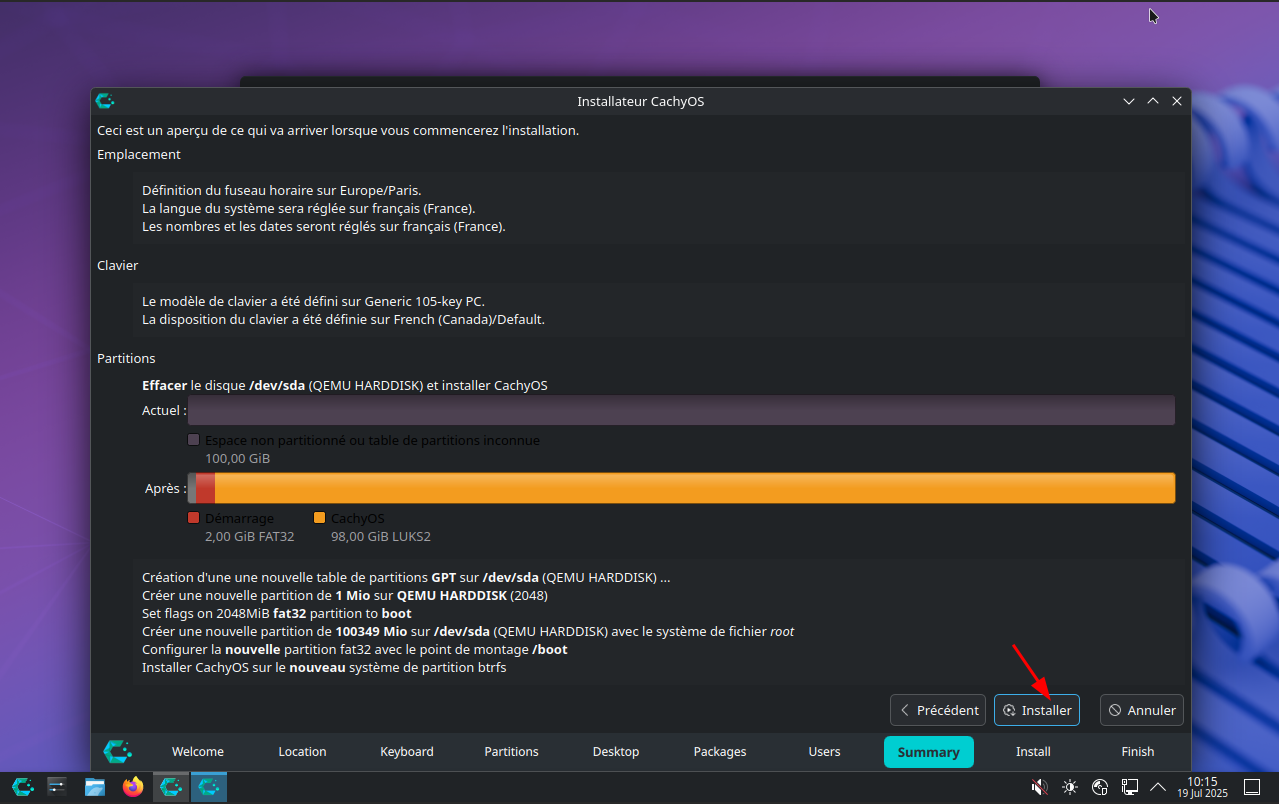 Installateur CachyOS
Ceci est un aperçu de ce qui va arriver lorsque vous commencerez l'installation.
Emplacement
Définition du fuseau horaire sur Europe/Paris.
La langue du système sera réglée sur français (France).
Les nombres et les dates seront réglés sur français (France).
Clavier
Le modèle de clavier a été défini sur Generic 105-key PC.
La disposition du clavier a été définie sur French (Canada)/Default.
Partitions
Effacer le disque /dev/sda (QEMU HARDDISK) et installer CachyOS
Actuel :
Espace non partitionné ou table de partitions inconnue
100,00 GiB
Après :
Démarrage CachyOS
2,00 GiB FAT32 98,00 GiB LUKS2
Création d'une une nouvelle table de partitions GPT sur /dev/sda (QEMU HARDDISK) ...
Créer une nouvelle partition de 1 Mio sur QEMU HARDDISK (2048)
Set flags on 2048MiB fat32 partition to boot
Créer une nouvelle partition de 100349 Mio sur /dev/sda (QEMU HARDDISK) avec le système de fichier root
Configurer la nouvelle partition fat32 avec le point de montage /boot
Installer CachyOS sur le nouveau système de partition btrfs
Précédent Installer Annuler
Welcome Location Keyboard Partitions Desktop Packages Users Summary Install Finish
10:15
19 Jul 2025